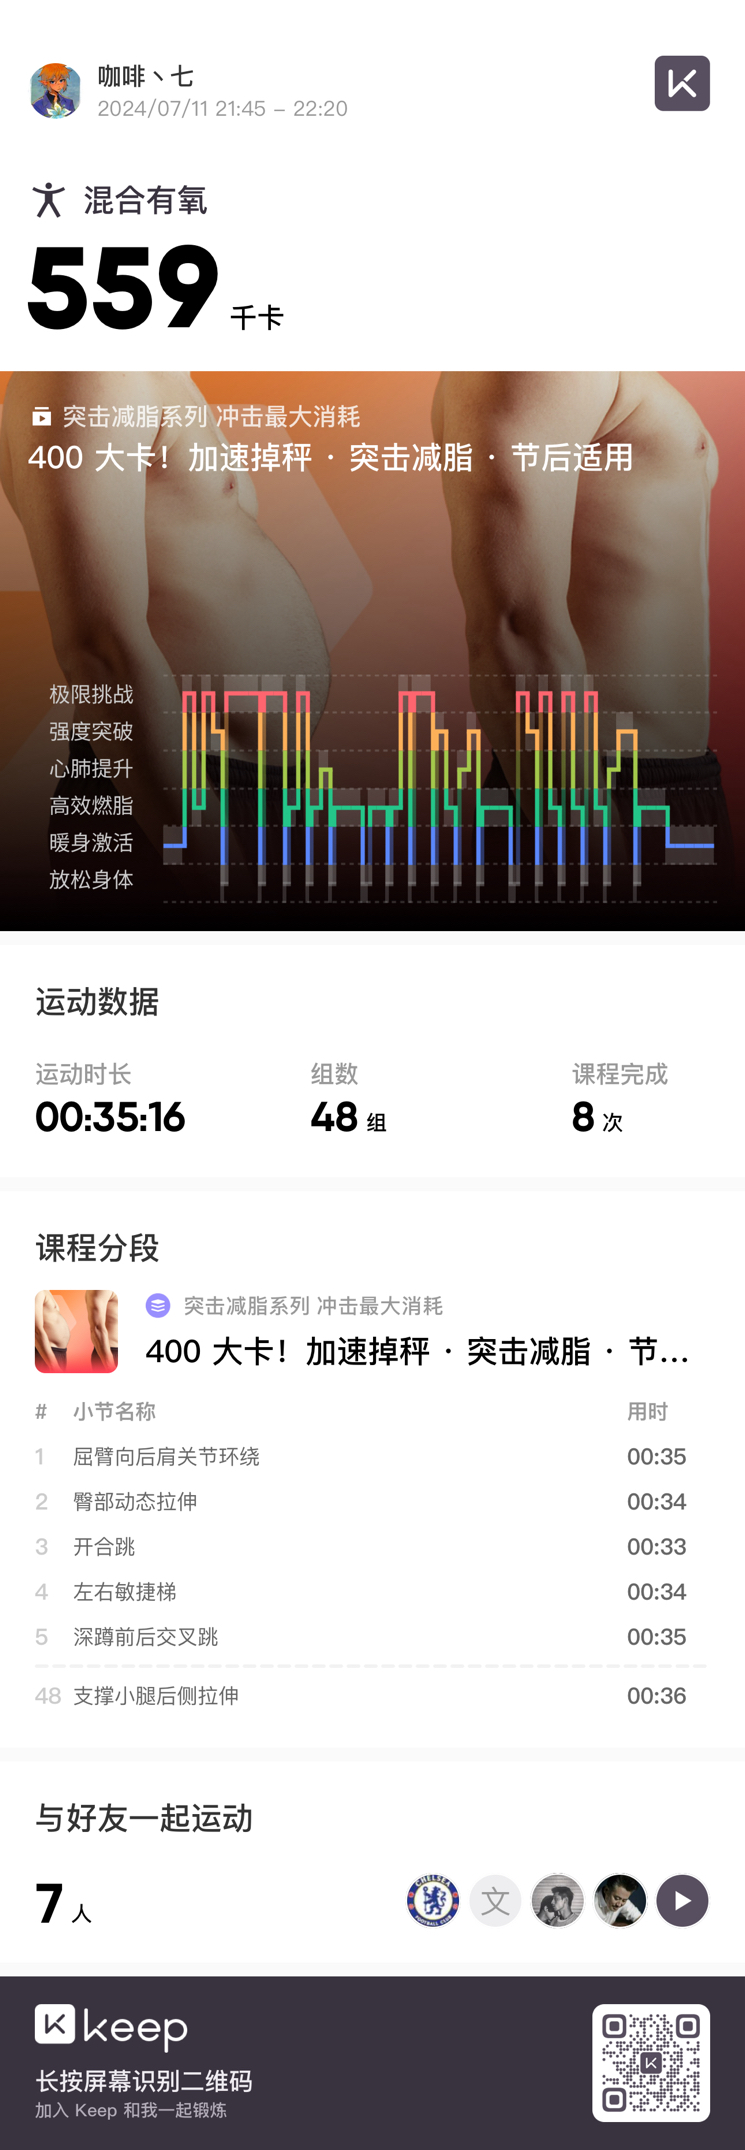 咖啡丶七
2024/07/11 21:45 – 22:20
混合有氧
559 千卡
突击减脂系列 冲击最大消耗
400 大卡！加速掉秤 · 突击减脂 · 节后适用
极限挑战
强度突破
心肺提升
高效燃脂
暖身激活
放松身体
运动数据
运动时长 组数 课程完成
00:35:16 48 组 8 次
课程分段
突击减脂系列 冲击最大消耗
400 大卡！加速掉秤 · 突击减脂 · 节...
# 小节名称 用时
1 屈臂向后肩关节环绕 00:35
2 臀部动态拉伸 00:34
3 开合跳 00:33
4 左右敏捷梯 00:34
5 深蹲前后交叉跳 00:35
48 支撑小腿后侧拉伸 00:36
与好友一起运动
7 人
CHELSEA
FOOTBALL CLUB
文
keep
长按屏幕识别二维码
加入 Keep 和我一起锻炼